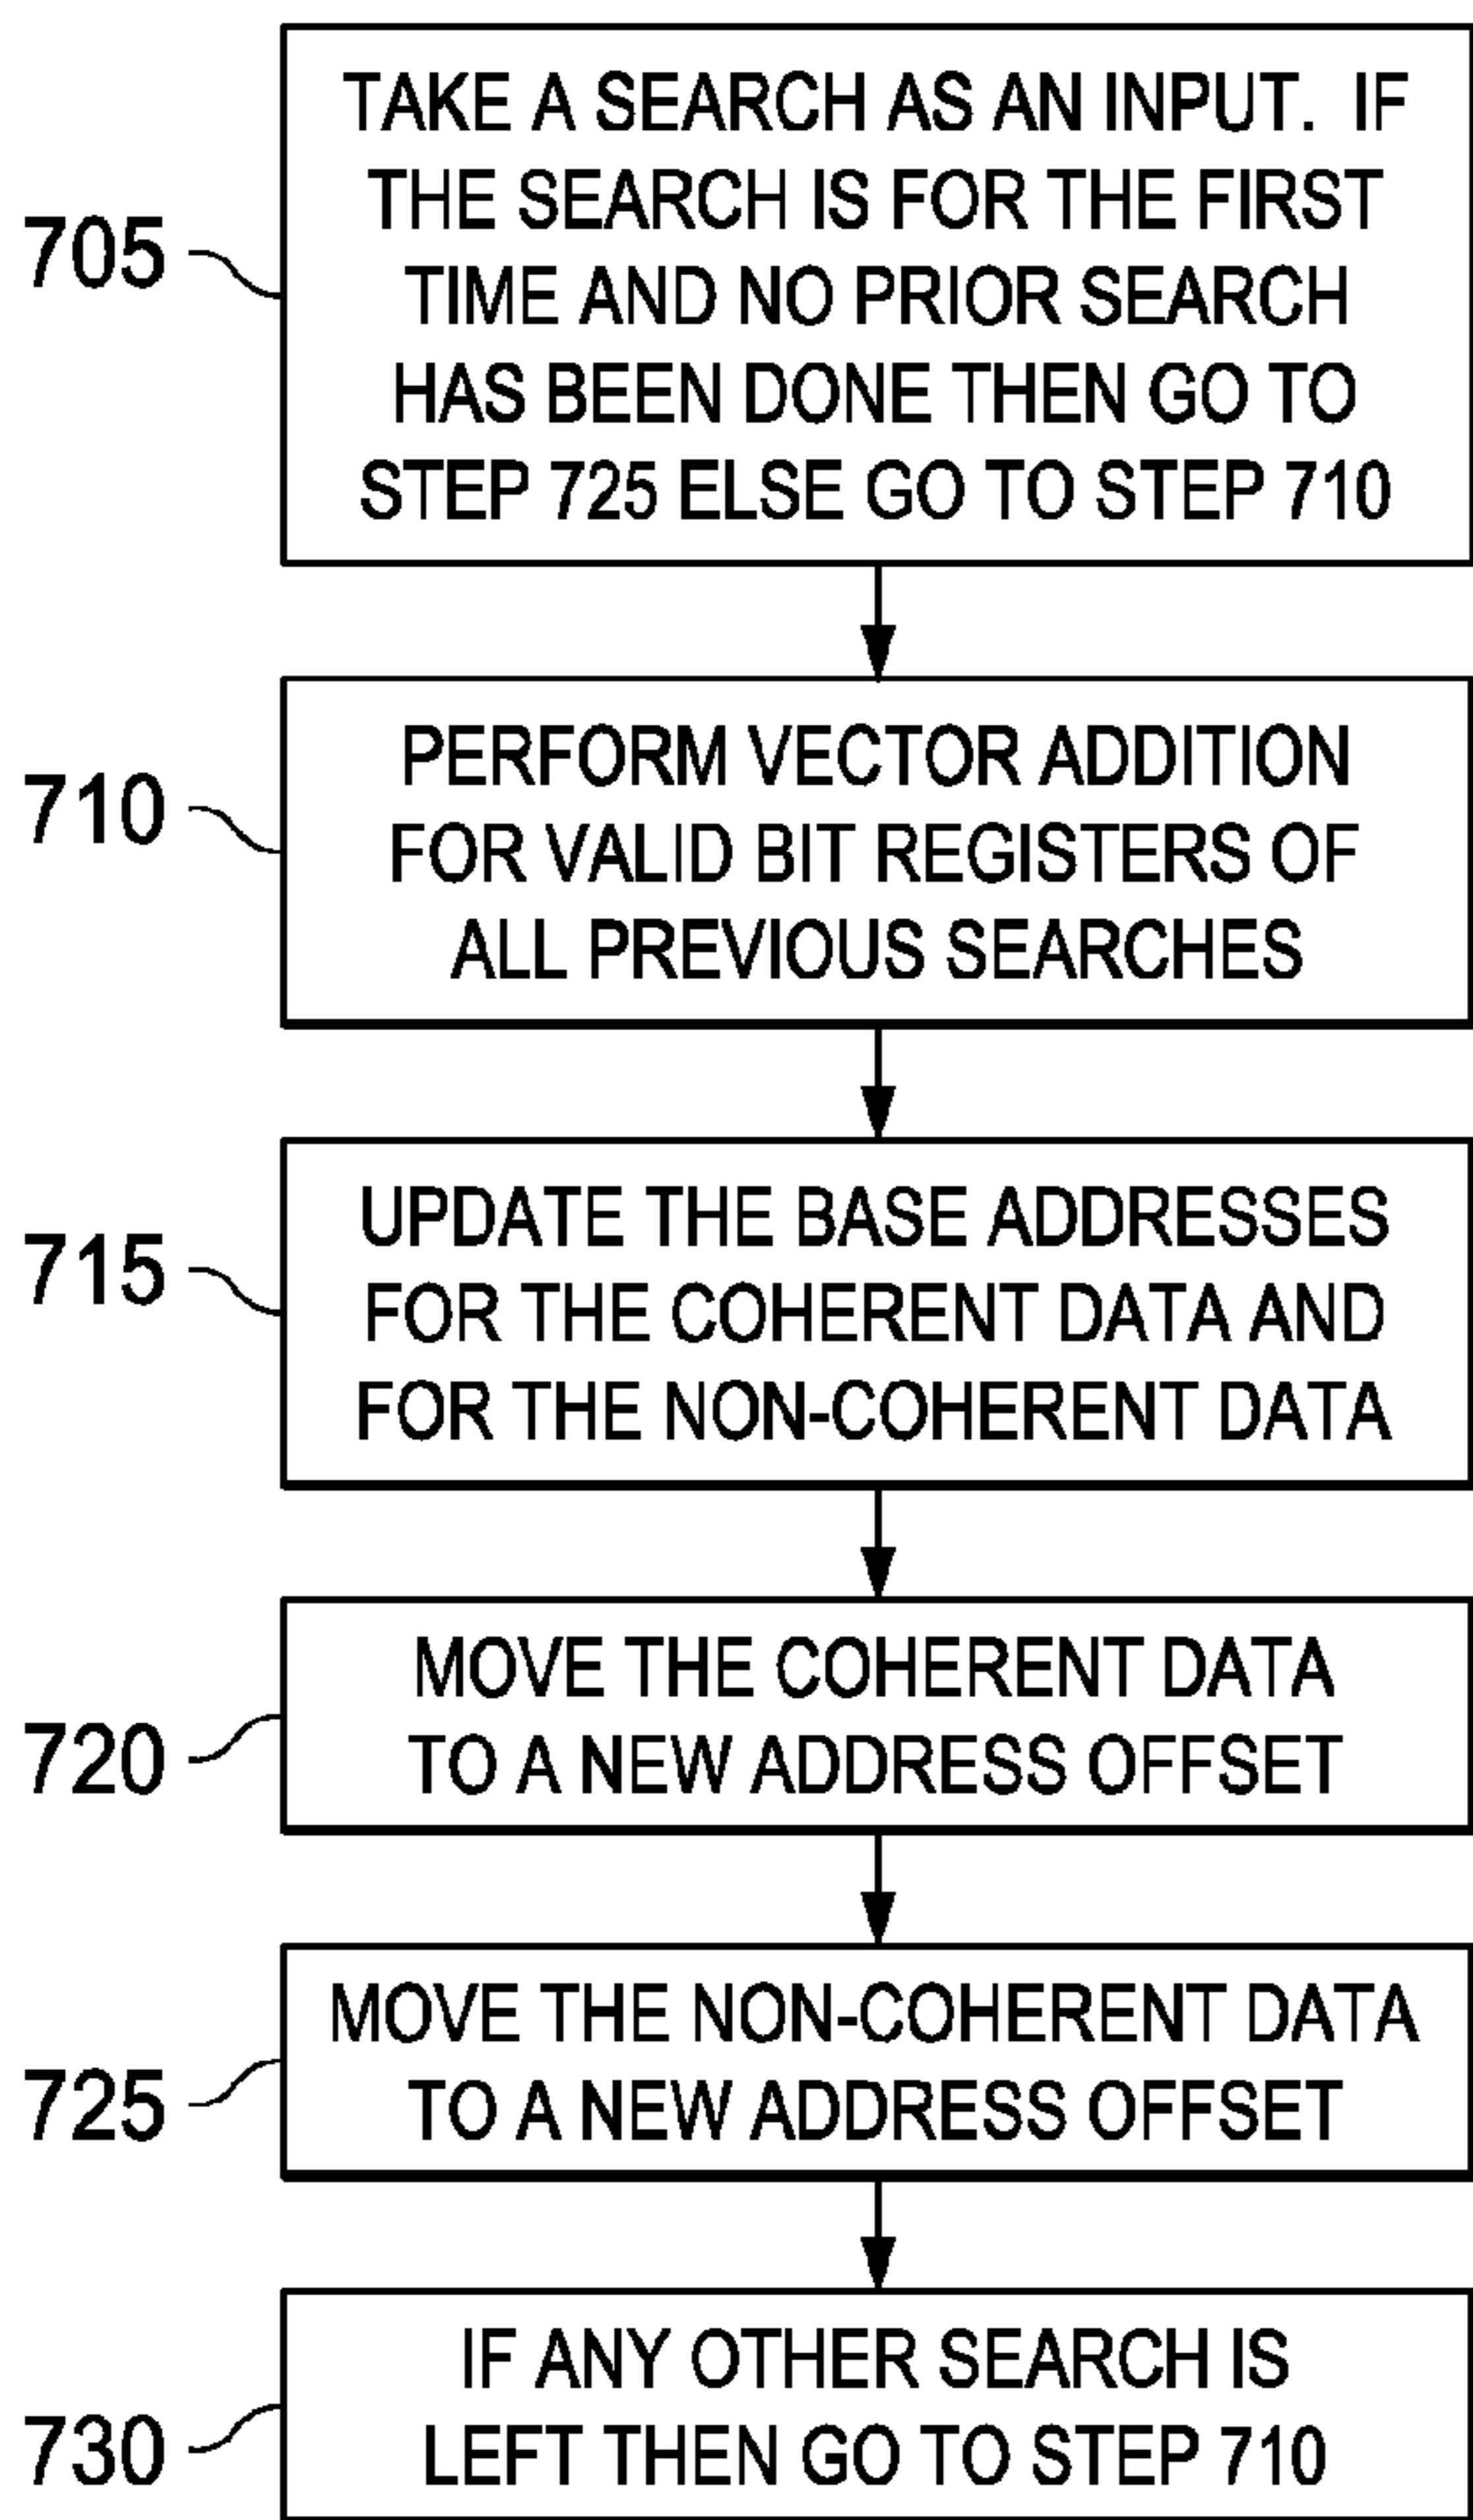 TAKE A SEARCH AS AN INPUT. IF
THE SEARCH IS FOR THE FIRST
705
TIME AND NO PRIOR SEARCH
HAS BEEN DONE THEN GO TO
STEP 725 ELSE GO TO STEP 710
PERFORM VECTOR ADDITION
710
FOR VALID BIT REGISTERS OF
ALL PREVIOUS SEARCHES
UPDATE THE BASE ADDRESSES
715
FOR THE COHERENT DATA AND
FOR THE NON-COHERENT DATA
MOVE THE COHERENT DATA
720
TO A NEW ADDRESS OFFSET
MOVE THE NON-COHERENT DATA
725
TO A NEW ADDRESS OFFSET
IF ANY OTHER SEARCH IS
730
LEFT THEN GO TO STEP 710